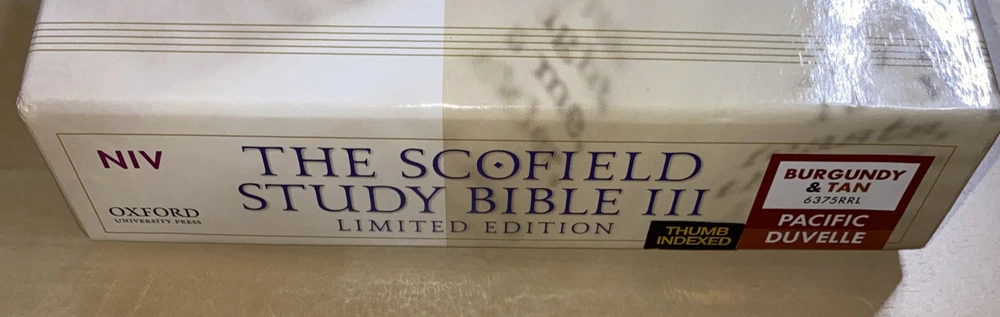 NIV
OXFORD
UNIVERSITY PRESS
THE SCOFIELD
STUDY BIBLE III
LIMITED EDITION
THUMB
INDEXED
BURGUNDY
& TAN
6375RRL
PACIFIC
DUVELLE